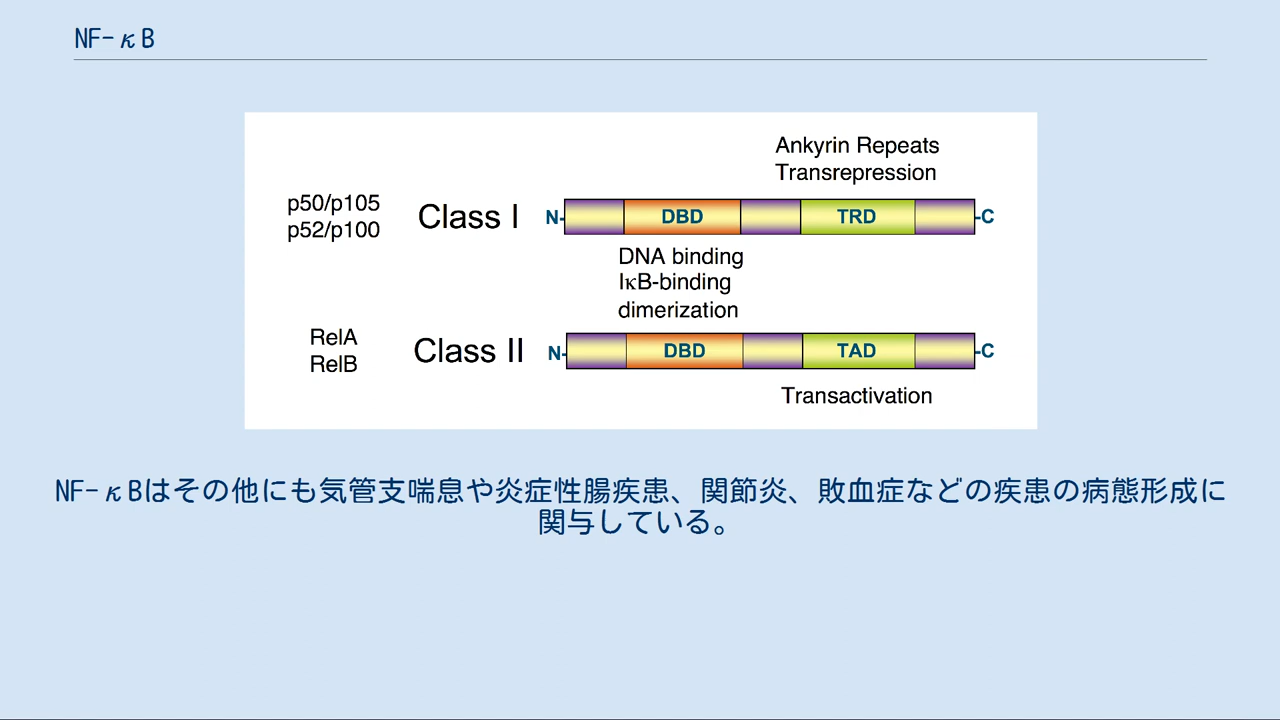 NF-κB
Ankyrin Repeats
Transrepression
p50/p105
p52/p100
Class I
N-
DBD
TRD
-C
DNA binding
IκB-binding
dimerization
RelA
RelB
Class II
N-
DBD
TAD
-C
Transactivation
NF-κBはその他にも気管支喘息や炎症性腸疾患、関節炎、敗血症などの疾患の病態形成に
関与している。